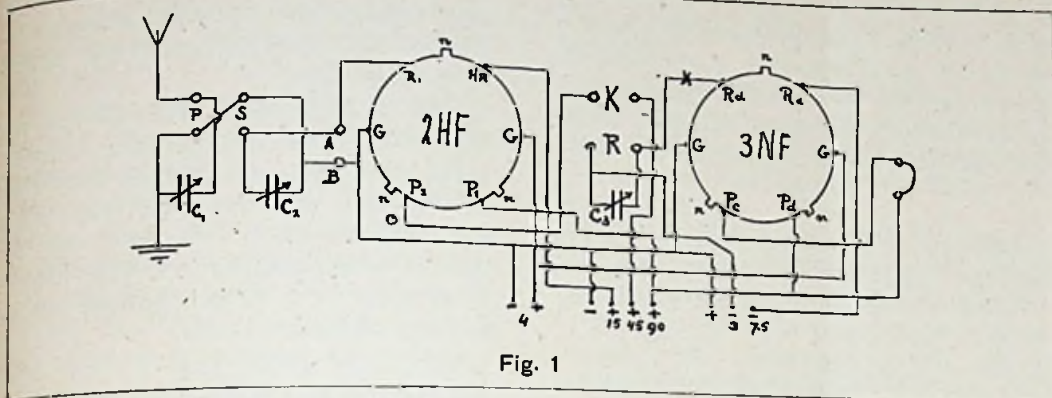 n n
R₁ HR Rd Ra
P S K
A G 2HF G R G 3NF G
B
C₁ C₂ n P₂ P₁ n C₃ n Pc Pd n
O
- 4 + - + 15 + 45 + 90 + - 3 - 7.5
Fig. 1